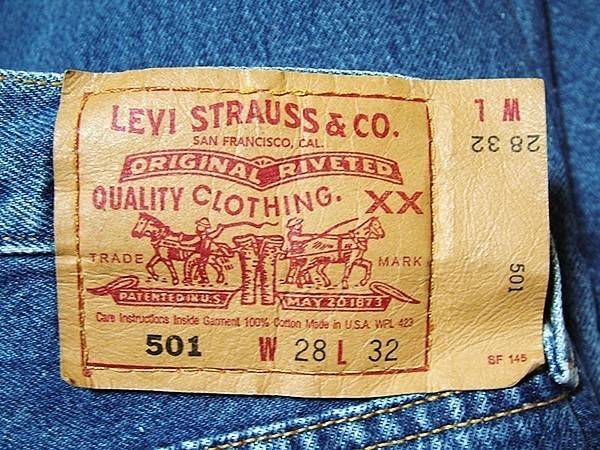 LEVI STRAUSS & CO.
SAN FRANCISCO, CAL.
ORIGINAL RIVETED
QUALITY CLOTHING. XX
TRADE MARK
PATENTED IN U.S. MAY 20 1873
Care Instructions Inside Garment 100% Cotton Made in U.S.A. WPL 423
501 W 28 L 32
W L
28 32
501
SF 145